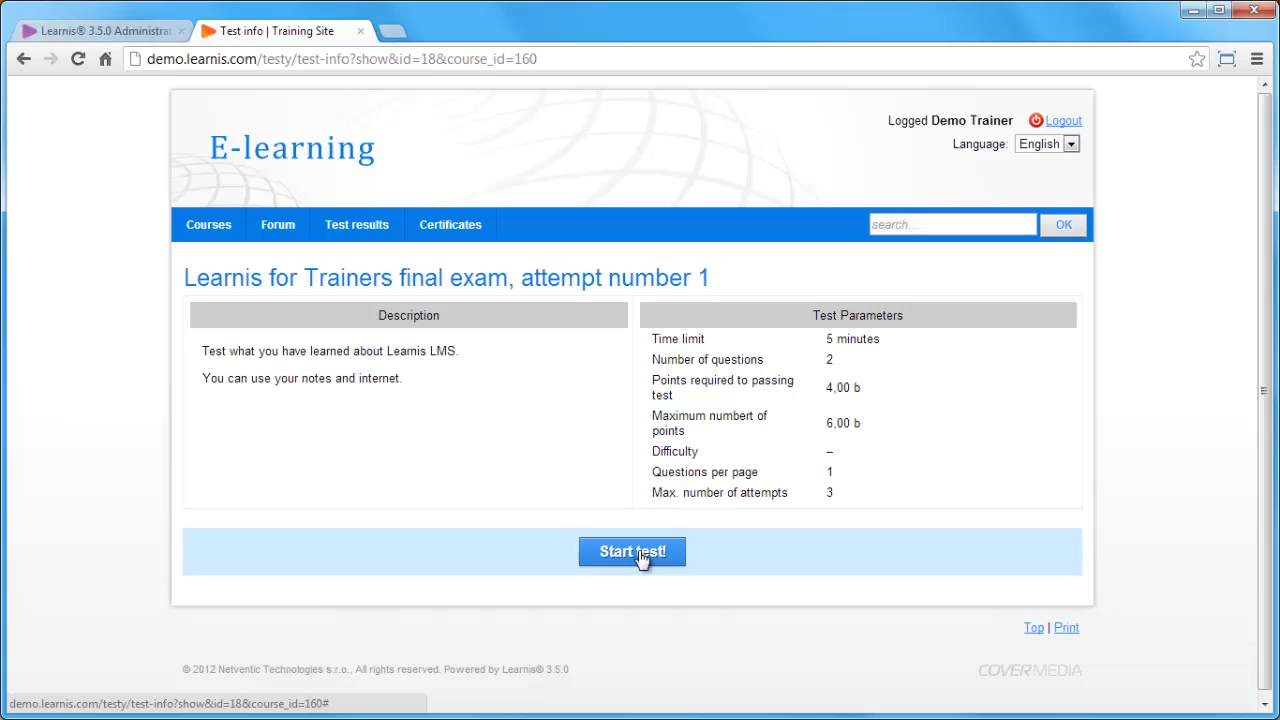 Learnis® 3.5.0 Administrat
Test info | Training Site
demo.learnis.com/testy/test-info?show&id=18&course_id=160
Logged Demo Trainer Logout
E-learning
Language: English
Courses Forum Test results Certificates search... OK
Learnis for Trainers final exam, attempt number 1
Description
Test what you have learned about Learnis LMS.
You can use your notes and internet.
Test Parameters
Time limit 5 minutes
Number of questions 2
Points required to passing
test 4,00 b
Maximum numbert of
points 6,00 b
Difficulty –
Questions per page 1
Max. number of attempts 3
Start test!
Top | Print
© 2012 Netventic Technologies s.r.o., All rights reserved. Powered by Learnis® 3.5.0
COVERMEDIA
demo.learnis.com/testy/test-info?show&id=18&course_id=160#